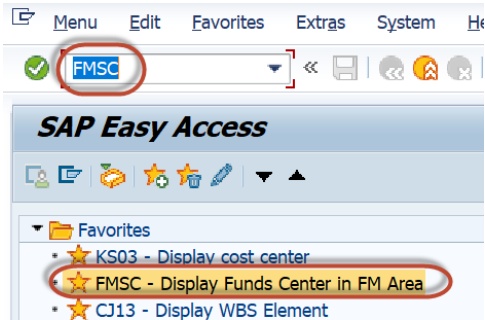 Menu Edit Favorites Extras System He
FMSC
SAP Easy Access
Favorites
KS03 - Display cost center
FMSC - Display Funds Center in FM Area
CJ13 - Display WBS Element